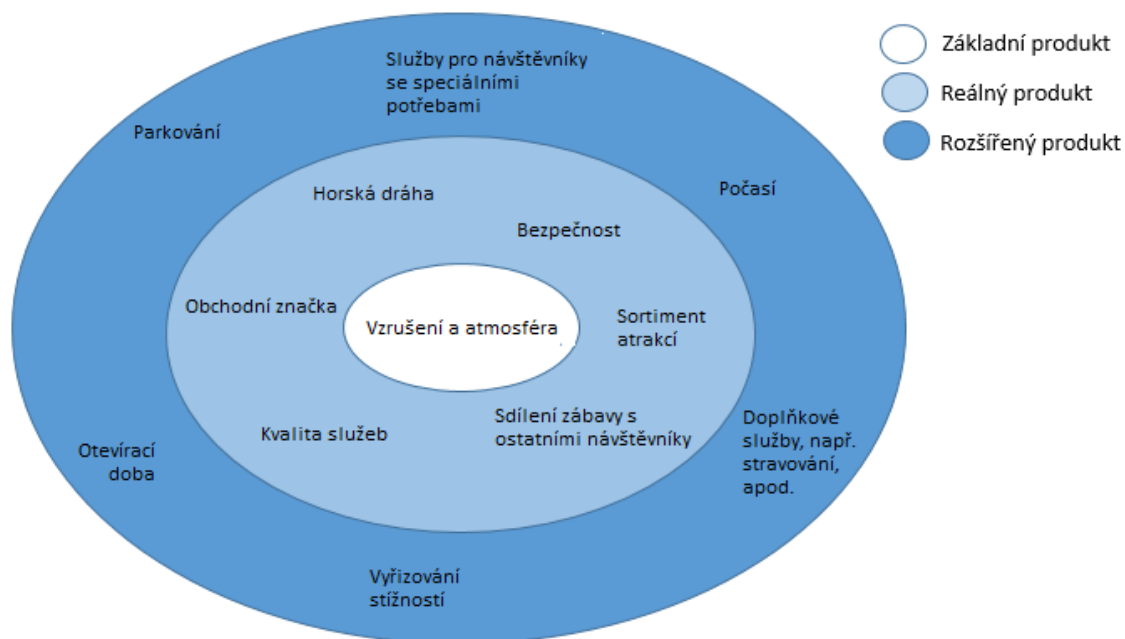 Služby pro návštěvníky
se speciálními
potřebami
Základní produkt
Reálný produkt
Rozšířený produkt
Parkování
Počasí
Horská dráha
Bezpečnost
Obchodní značka
Vzrušení a atmosféra
Sortiment
atrakcí
Kvalita služeb
Sdílení zábavy s
ostatními návštěvníky
Doplňkové
služby, např.
stravování,
apod.
Otevírací
doba
Vyřizování
stížností